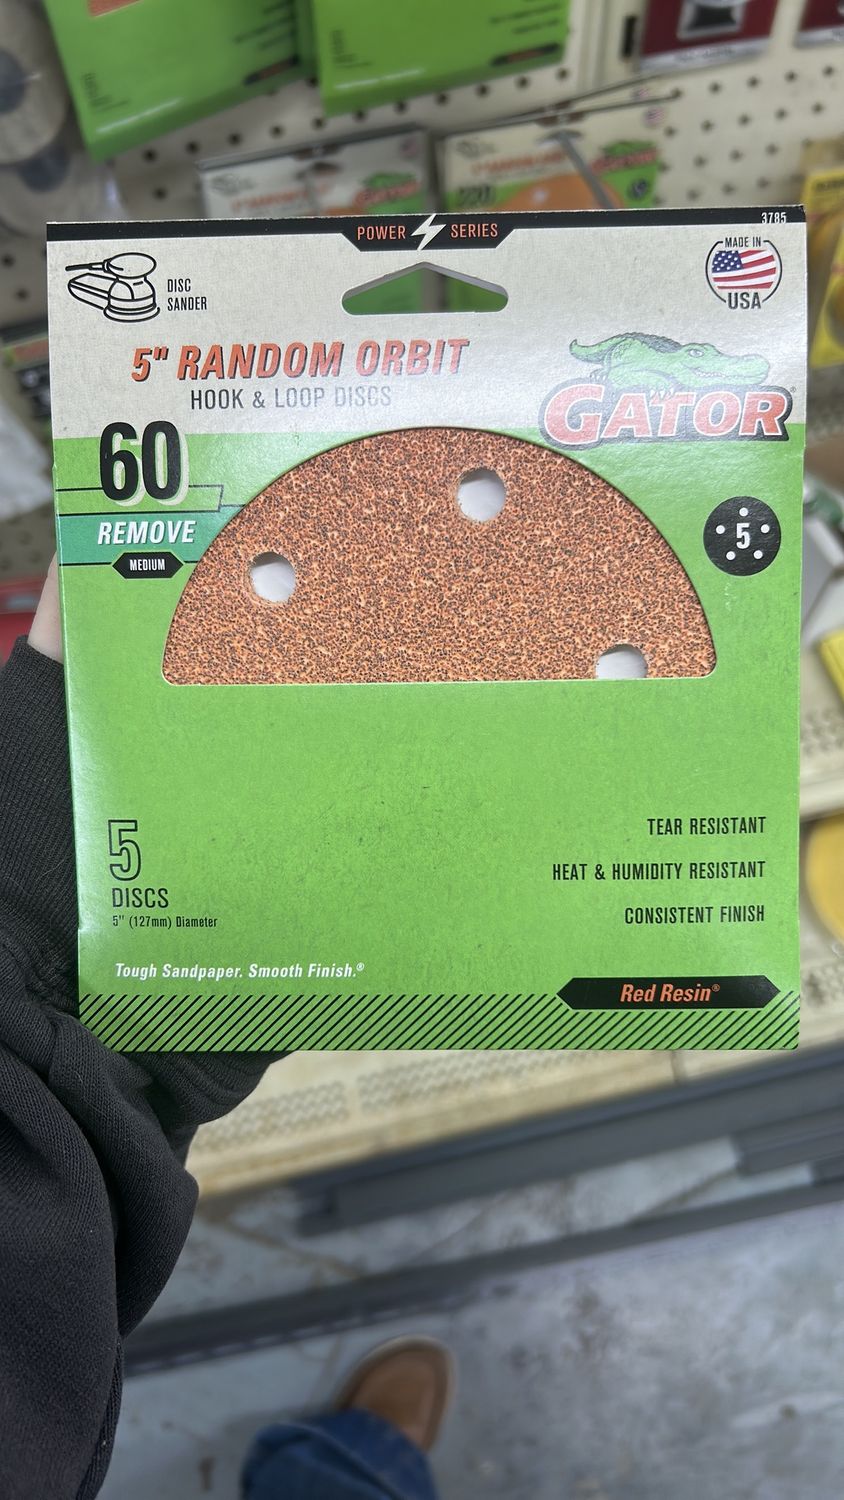 3785
POWER SERIES
MADE IN
USA
DISC
SANDER
5" RANDOM ORBIT
HOOK & LOOP DISCS
GATOR®
60
REMOVE
MEDIUM
5
5
DISCS
5" (127mm) Diameter
TEAR RESISTANT
HEAT & HUMIDITY RESISTANT
CONSISTENT FINISH
Tough Sandpaper. Smooth Finish.®
Red Resin®
220